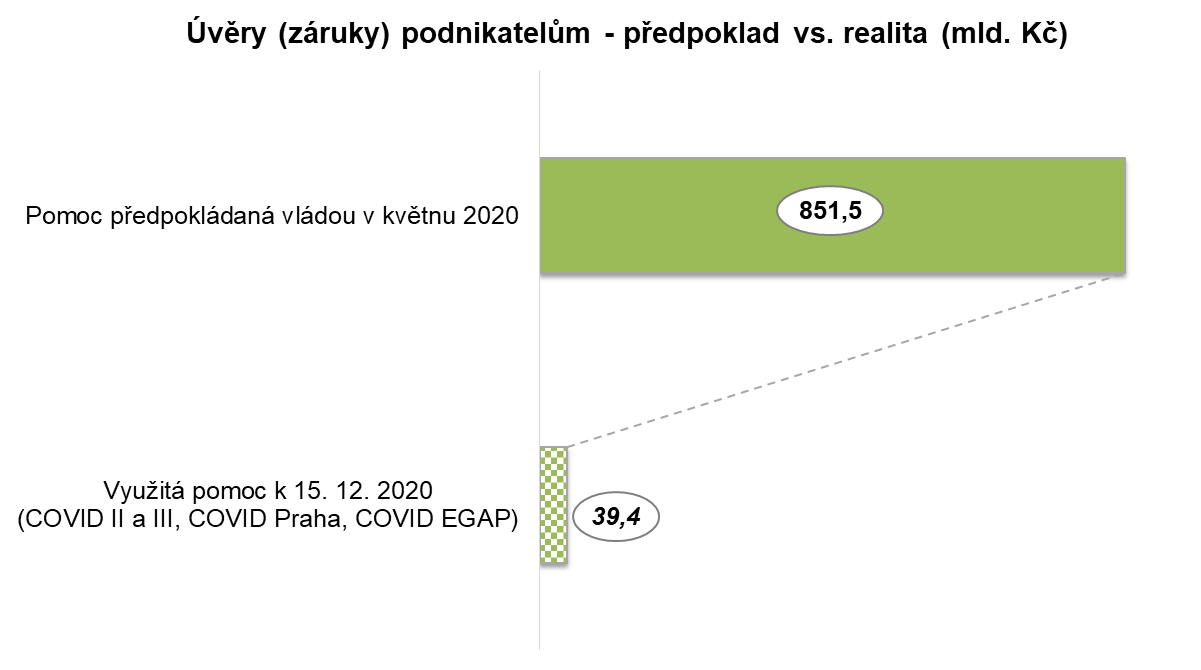 Úvěry (záruky) podnikatelům - předpoklad vs. realita (mld. Kč)
Pomoc předpokládaná vládou v květnu 2020
851,5
Využitá pomoc k 15. 12. 2020
(COVID II a III, COVID Praha, COVID EGAP)
39,4